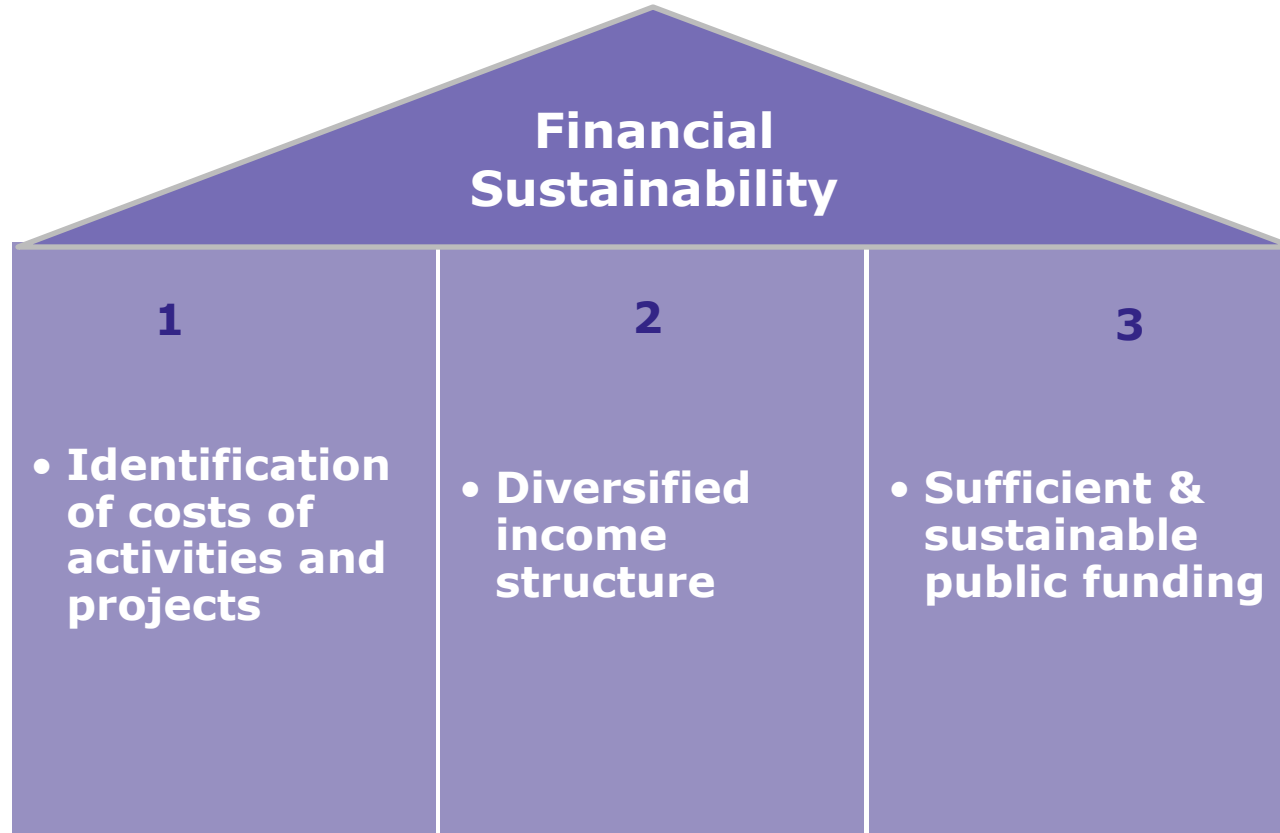 Financial
Sustainability
1
• Identification
of costs of
activities and
projects
2
• Diversified
income
structure
3
• Sufficient &
sustainable
public funding